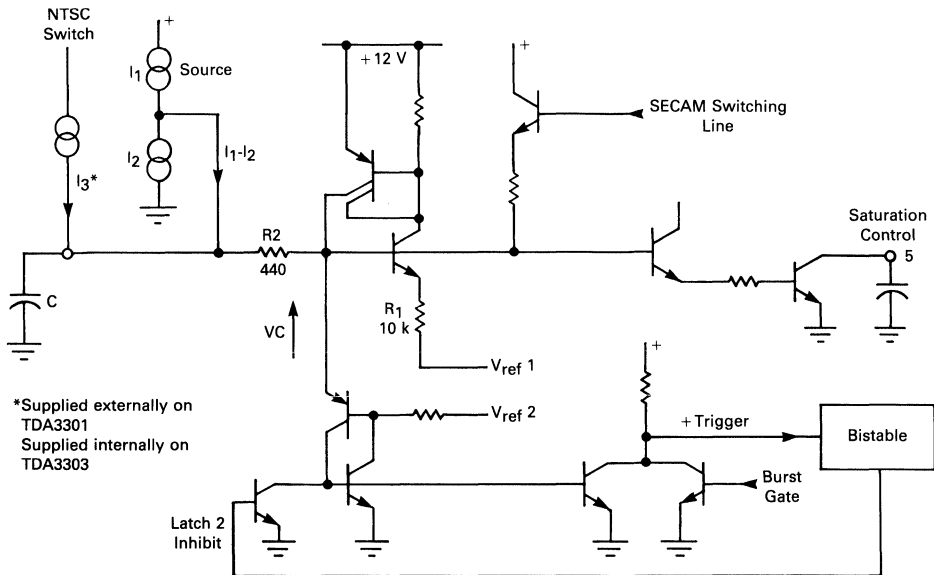 NTSC
Switch
+
I1
Source
I2
I1-I2
I3*
+12 V
+
SECAM Switching
Line
R2
440
C
VC
R1
10 k
Vref 1
Vref 2
Saturation
Control
5
*Supplied externally on
TDA3301
Supplied internally on
TDA3303
+
+Trigger
Bistable
Burst
Gate
Latch 2
Inhibit